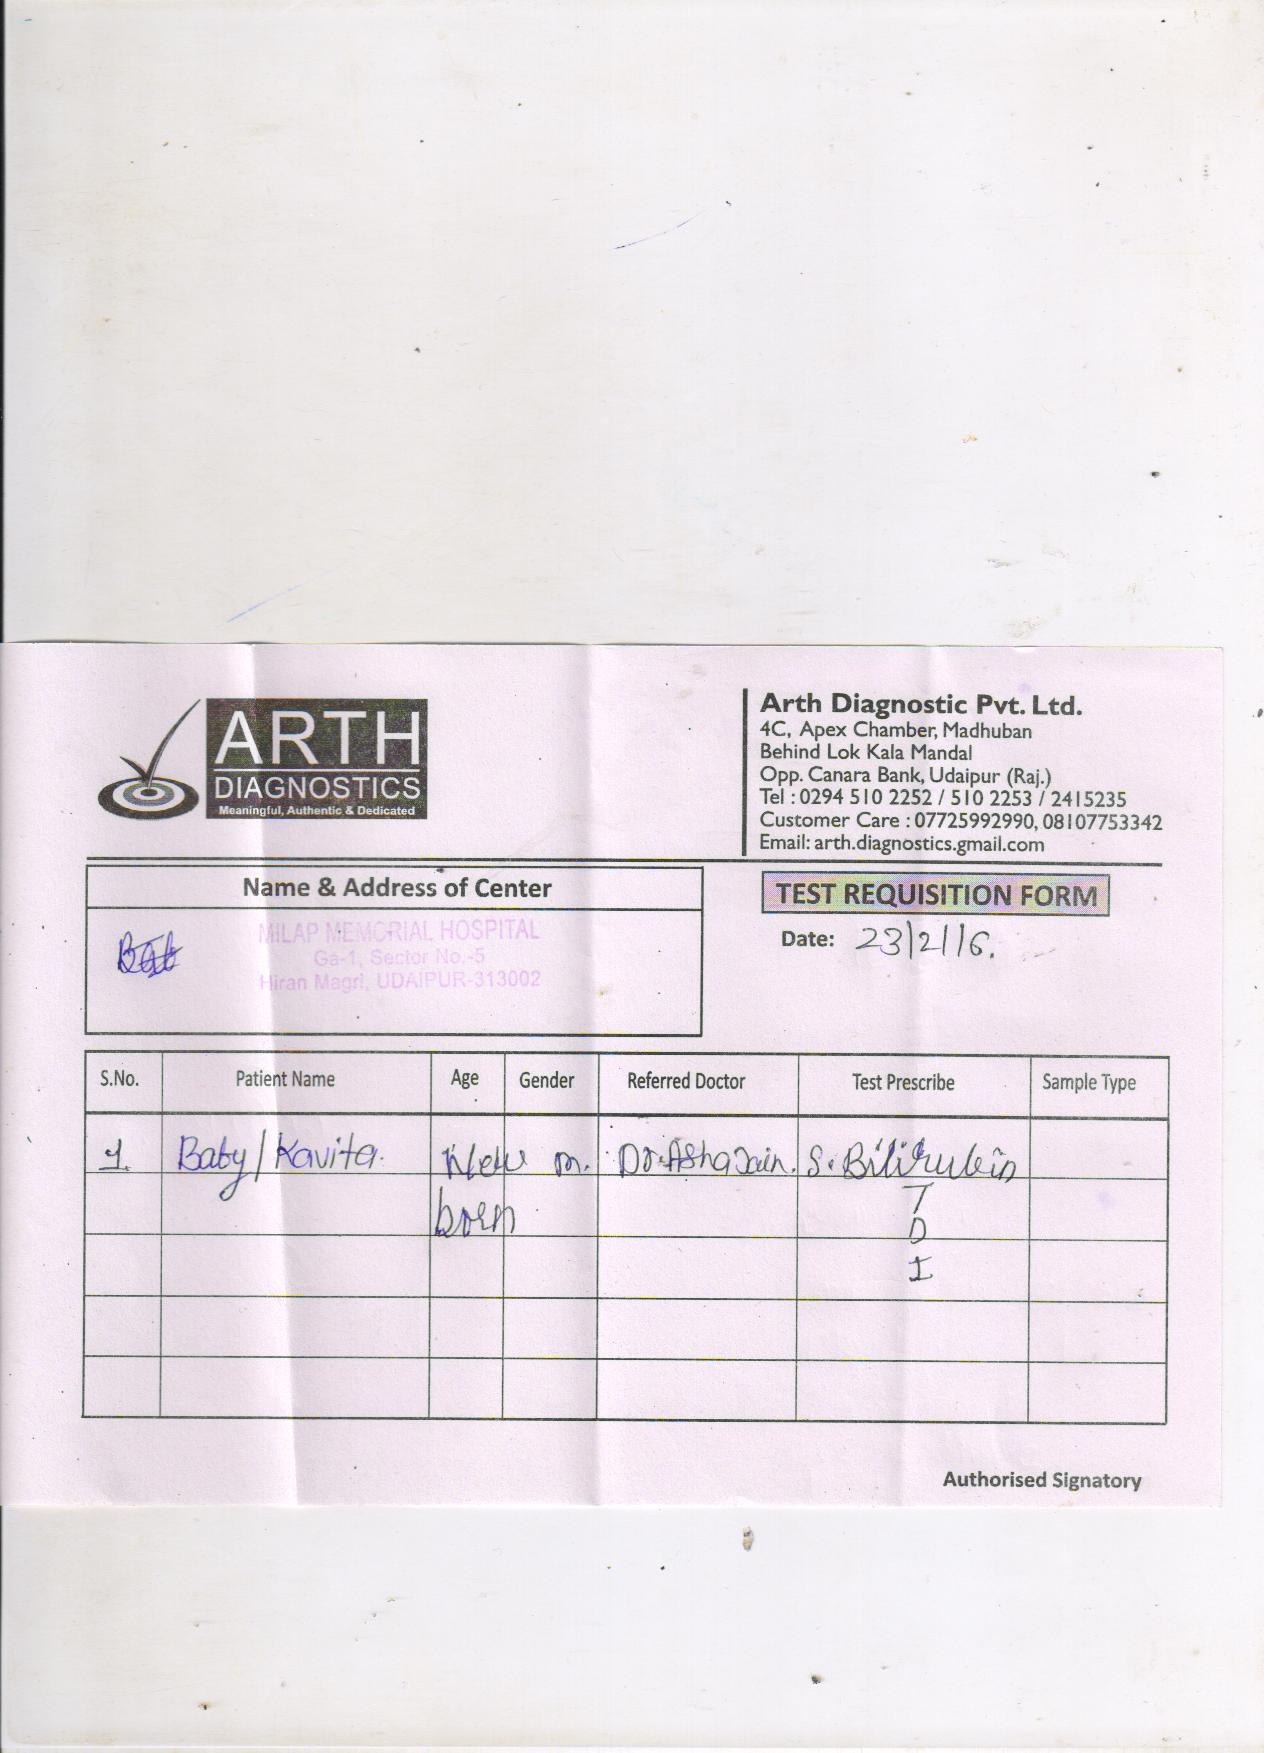 ARTH
DIAGNOSTICS
Meaningful, Authentic & Dedicated
Arth Diagnostic Pvt. Ltd.
4C, Apex Chamber, Madhuban
Behind Lok Kala Mandal
Opp. Canara Bank, Udaipur (Raj.)
Tel : 0294 510 2252 / 510 2253 / 2415235
Customer Care : 07725992990, 08107753342
Email: arth.diagnostics.gmail.com
Name & Address of Center
MILAP MEMORIAL HOSPITAL
Ga-1, Sector No.-5
Hiran Magri, UDAIPUR-313002
TEST REQUISITION FORM
Date: 23/2/16.
S.No. Patient Name Age Gender Referred Doctor Test Prescribe Sample Type
1. Baby/Kavita. New m. Dr. Asha Jain. S. Bilirubin
born T
D
I
Authorised Signatory